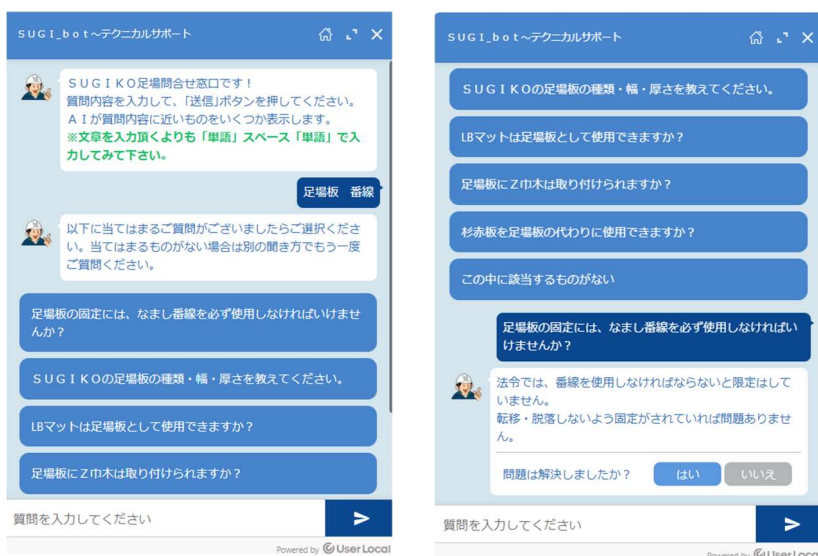 ＳＵＧＩ_ｂｏｔ～テクニカルサポート
ＳＵＧＩＫＯ足場問合せ窓口です！
質問内容を入力して、「送信」ボタンを押してください。
ＡＩが質問内容に近いものをいくつか表示します。
※文章を入力頂くよりも「単語」スペース「単語」で入
力してみて下さい。
足場板　番線
以下に当てはまるご質問がございましたらご選択くださ
い。当てはまるものがない場合は別の聞き方でもう一度
ご質問ください。
足場板の固定には、なまし番線を必ず使用しなければいけませ
んか？
ＳＵＧＩＫＯの足場板の種類・幅・厚さを教えてください。
LBマットは足場板として使用できますか？
足場板にＺ巾木は取り付けられますか？
質問を入力してください
Powered by User Local
ＳＵＧＩ_ｂｏｔ～テクニカルサポート
ＳＵＧＩＫＯの足場板の種類・幅・厚さを教えてください。
LBマットは足場板として使用できますか？
足場板にＺ巾木は取り付けられますか？
杉赤板を足場板の代わりに使用できますか？
この中に該当するものがない
足場板の固定には、なまし番線を必ず使用しなければい
けませんか？
法令では、番線を使用しなければならないと限定はして
いません。
転移・脱落しないよう固定がされていれば問題ありませ
ん。
問題は解決しましたか？　はい　いいえ
質問を入力してください
Powered by User Local